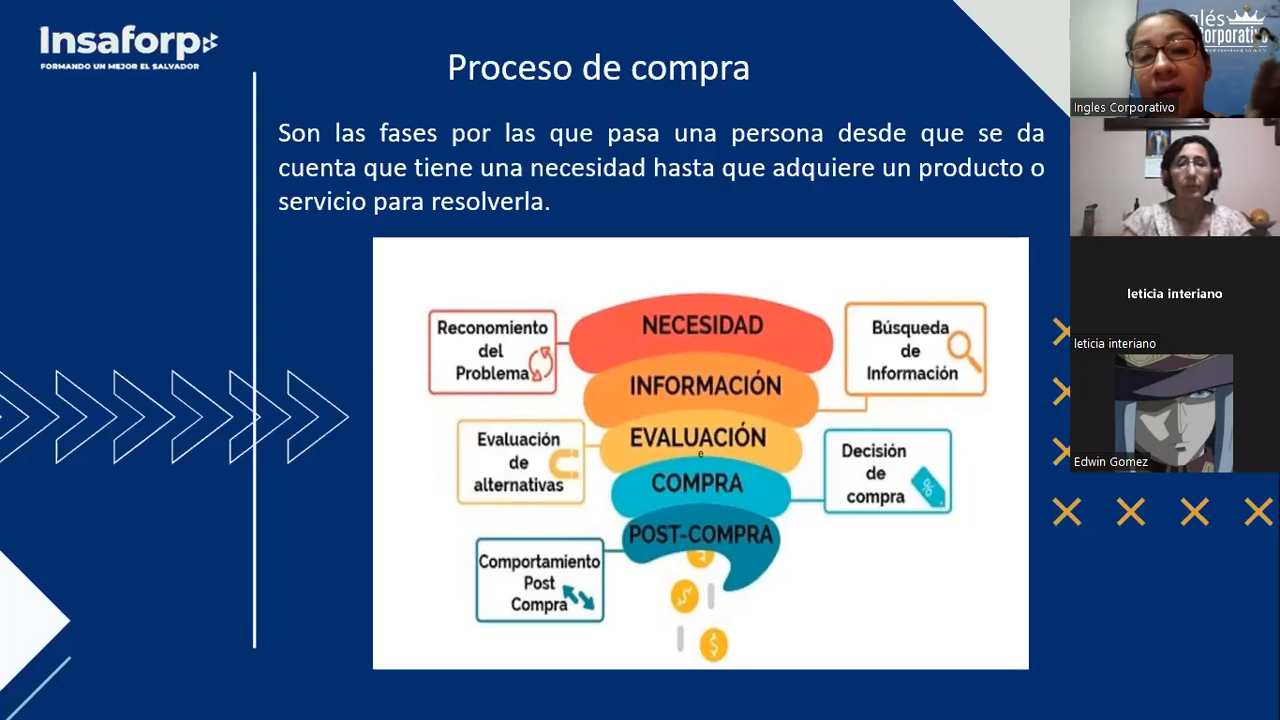 Insaforp
FORMANDO UN MEJOR EL SALVADOR
Proceso de compra
Son las fases por las que pasa una persona desde que se da
cuenta que tiene una necesidad hasta que adquiere un producto o
servicio para resolverla.
Reconomiento
del
Problema
NECESIDAD
Búsqueda
de
Información
INFORMACIÓN
Evaluación
de
alternativas
EVALUACIÓN
e
Decisión
de
compra
%
COMPRA
POST-COMPRA
Comportamiento
Post
Compra
$
Ingles Corporativo
leticia interiano
leticia interiano
Edwin Gomez